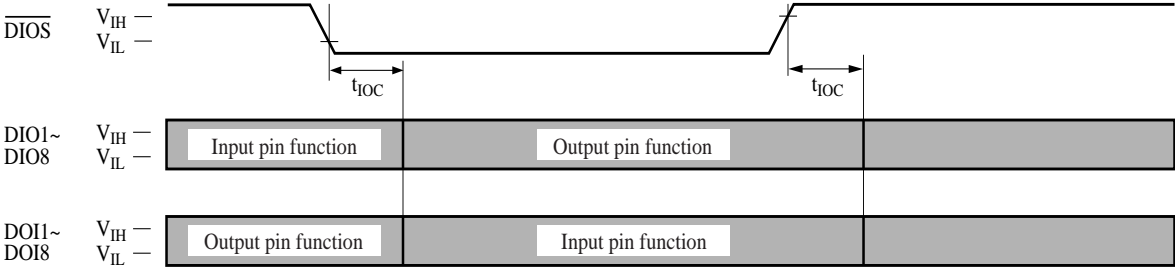 DIOS
VIH
VIL
tIOC
tIOC
DIO1~
DIO8
VIH
VIL
Input pin function
Output pin function
DOI1~
DOI8
VIH
VIL
Output pin function
Input pin function